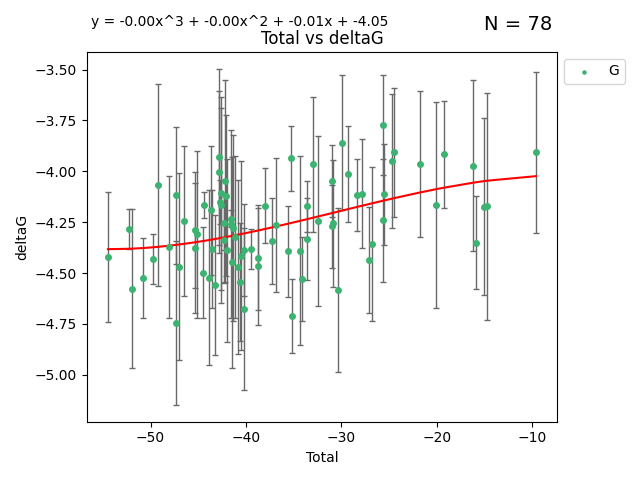 y = -0.00x^3 + -0.00x^2 + -0.01x + -4.05
N = 78
Total vs deltaG
G
deltaG
−3.50
−3.75
−4.00
−4.25
−4.50
−4.75
−5.00
−50
−40
−30
−20
−10
Total